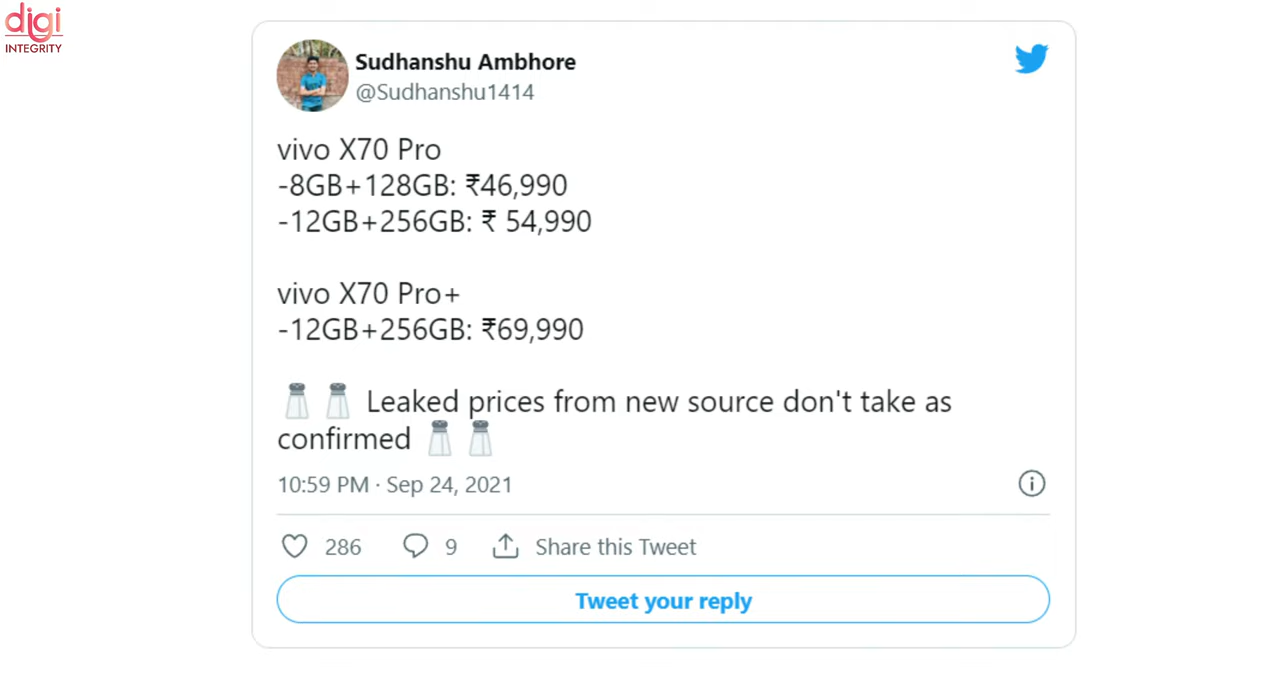 digi
INTEGRITY
Sudhanshu Ambhore
@Sudhanshu1414
vivo X70 Pro
-8GB+128GB: ₹46,990
-12GB+256GB: ₹ 54,990
vivo X70 Pro+
-12GB+256GB: ₹69,990
Leaked prices from new source don't take as
confirmed
10:59 PM · Sep 24, 2021
286 9 Share this Tweet
Tweet your reply